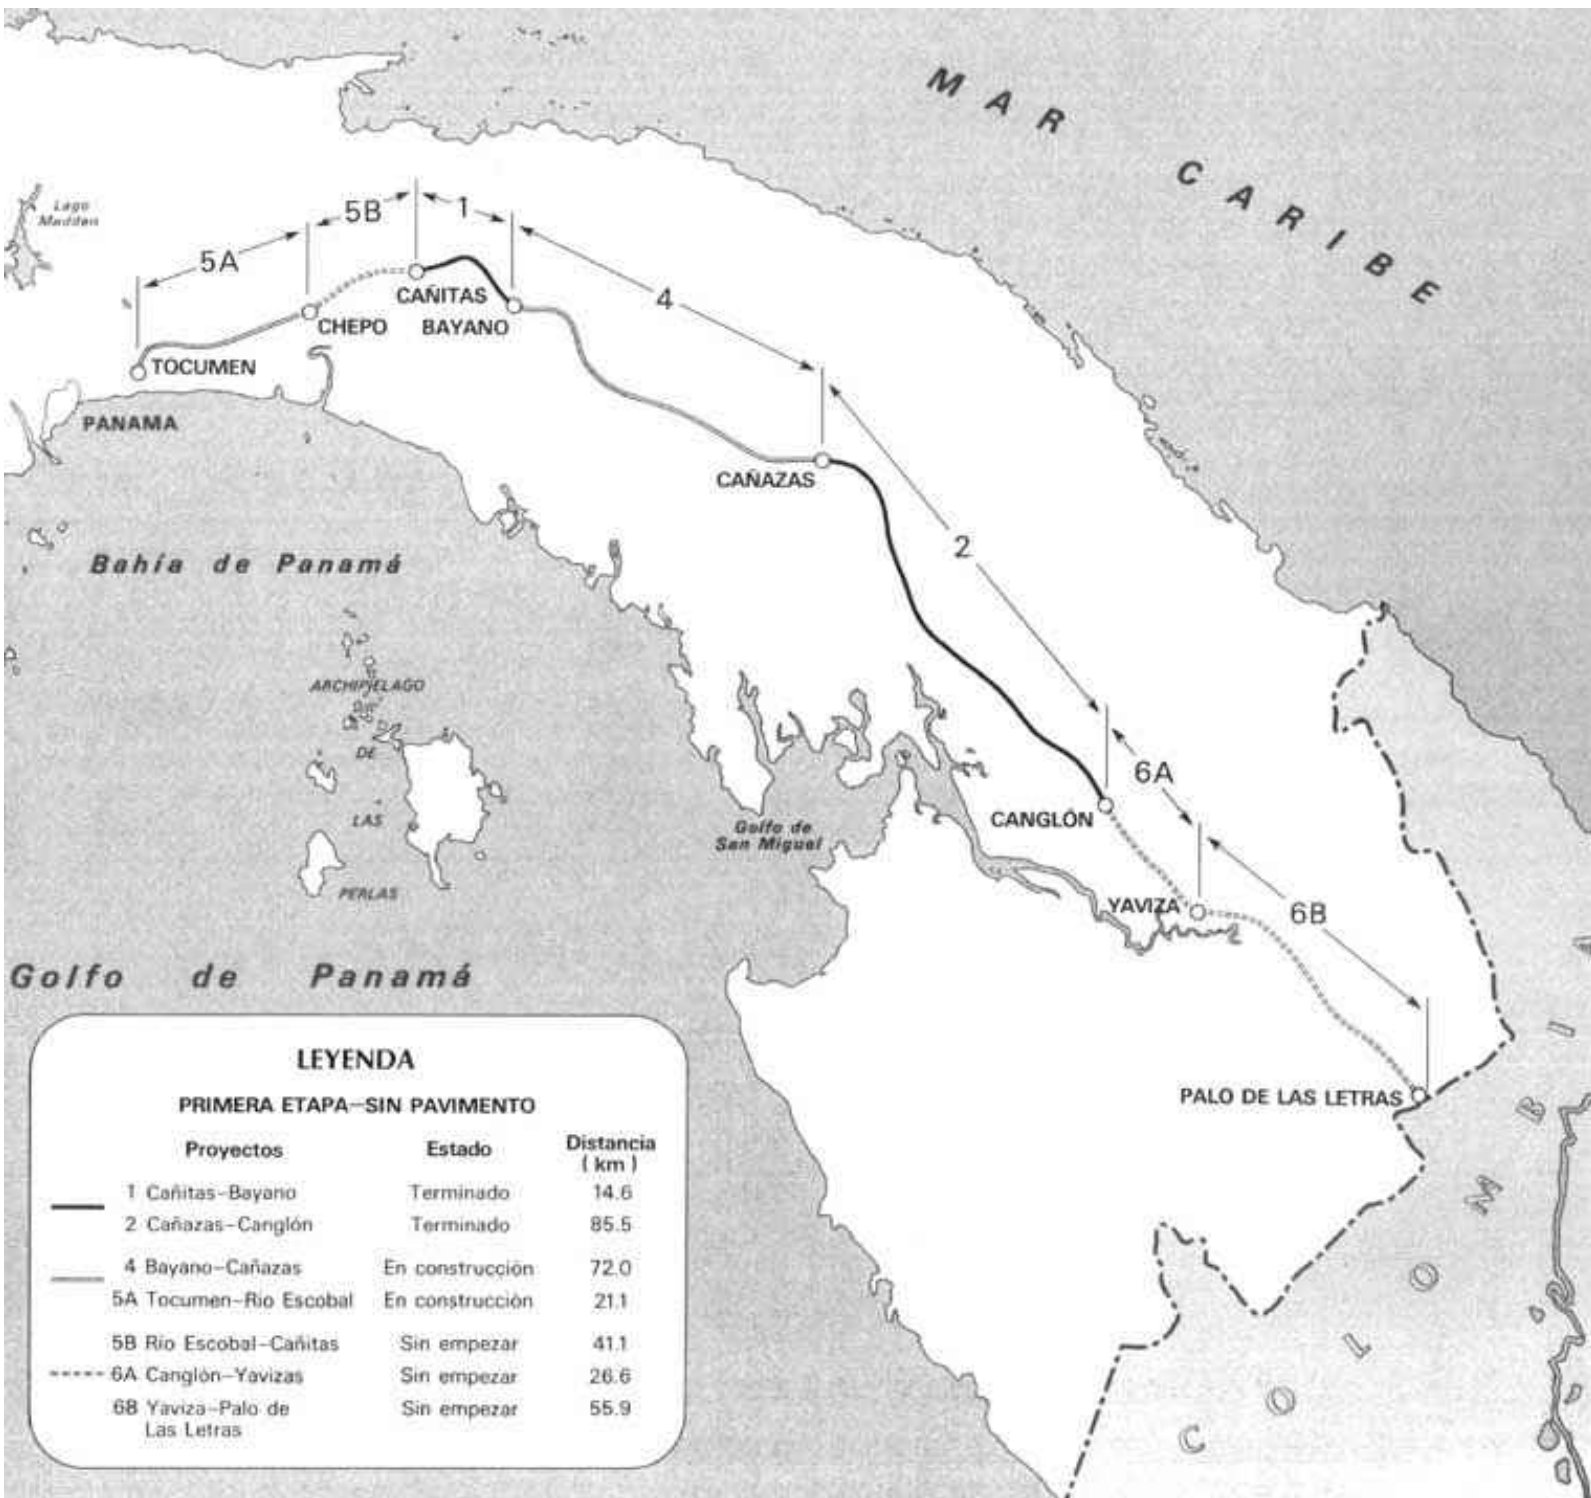 MAR CARIBE
Lago
Madden
5A
5B
1
4
2
6A
6B
CAÑITAS
CHEPO
BAYANO
TOCUMEN
PANAMA
CAÑAZAS
Bahía de Panamá
ARCHIPIELAGO
DE
LAS
PERLAS
Golfo de
San Miguel
CANGLÓN
YAVIZA
Golfo de Panamá
PALO DE LAS LETRAS
COLOMBIA
LEYENDA
PRIMERA ETAPA—SIN PAVIMENTO
Proyectos Estado Distancia
(km)
1 Cañitas-Bayano Terminado 14.6
2 Cañazas-Canglón Terminado 85.5
4 Bayano-Cañazas En construcción 72.0
5A Tocumen-Rio Escobal En construcción 21.1
5B Rio Escobal-Cañitas Sin empezar 41.1
6A Canglón-Yavizas Sin empezar 26.6
6B Yaviza-Palo de Sin empezar 55.9
Las Letras